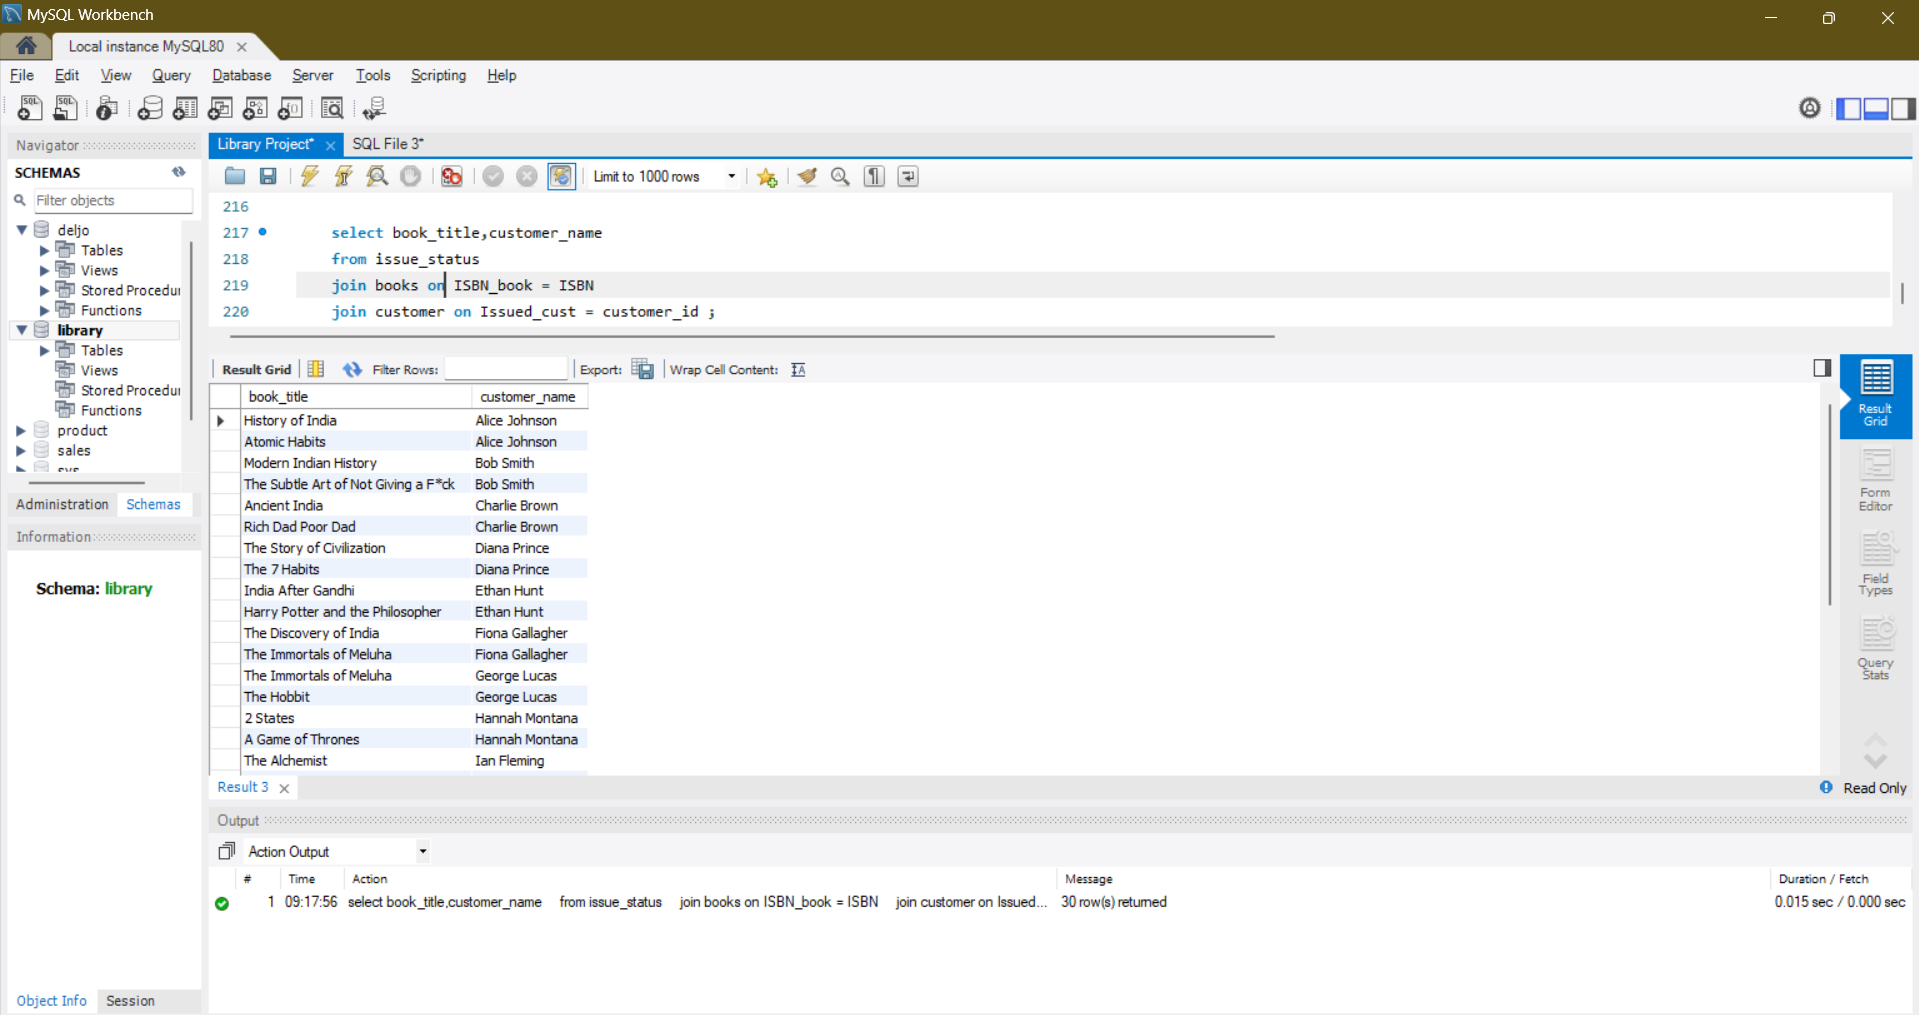 MySQL Workbench
Local instance MySQL80
File Edit View Query Database Server Tools Scripting Help
Navigator
SCHEMAS
Filter objects
deljo
Tables
Views
Stored Procedu
Functions
library
Tables
Views
Stored Procedu
Functions
product
sales
sys
Administration Schemas
Information
Schema: library
Object Info Session
Library Project* SQL File 3*
Limit to 1000 rows
216
217 select book_title,customer_name
218 from issue_status
219 join books on ISBN_book = ISBN
220 join customer on Issued_cust = customer_id ;
Result Grid Filter Rows: Export: Wrap Cell Content:
book_title customer_name
History of India Alice Johnson
Atomic Habits Alice Johnson
Modern Indian History Bob Smith
The Subtle Art of Not Giving a F*ck Bob Smith
Ancient India Charlie Brown
Rich Dad Poor Dad Charlie Brown
The Story of Civilization Diana Prince
The 7 Habits Diana Prince
India After Gandhi Ethan Hunt
Harry Potter and the Philosopher Ethan Hunt
The Discovery of India Fiona Gallagher
The Immortals of Meluha Fiona Gallagher
The Immortals of Meluha George Lucas
The Hobbit George Lucas
2 States Hannah Montana
A Game of Thrones Hannah Montana
The Alchemist Ian Fleming
Result Grid
Form Editor
Field Types
Query Stats
Result 3
Read Only
Output
Action Output
# Time Action Message Duration / Fetch
1 09:17:56 select book_title,customer_name from issue_status join books on ISBN_book = ISBN join customer on Issued... 30 row(s) returned 0.015 sec / 0.000 sec